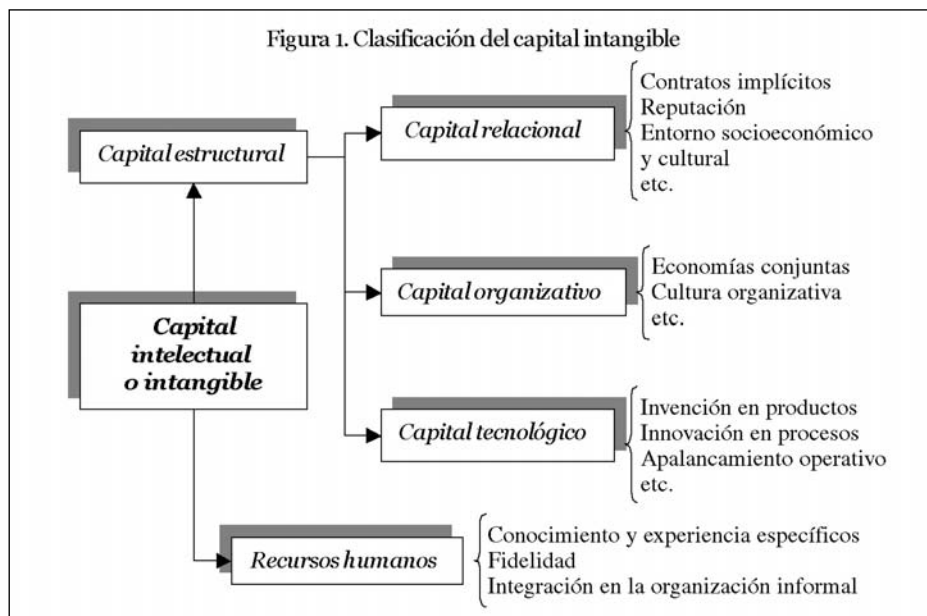 Figura 1. Clasificación del capital intangible
Capital estructural
Capital relacional
Contratos implícitos
Reputación
Entorno socioeconómico
y cultural
etc.
Capital organizativo
Economías conjuntas
Cultura organizativa
etc.
Capital
intelectual
o intangible
Capital tecnológico
Invención en productos
Innovación en procesos
Apalancamiento operativo
etc.
Recursos humanos
Conocimiento y experiencia específicos
Fidelidad
Integración en la organización informal